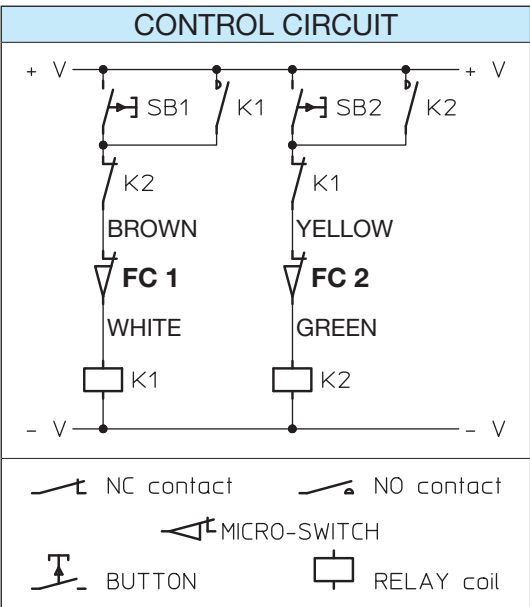 CONTROL CIRCUIT
+ V + V
SB1 K1 SB2 K2
K2 K1
BROWN YELLOW
FC 1 FC 2
WHITE GREEN
K1 K2
- V - V
NC contact NO contact
MICRO-SWITCH
BUTTON RELAY coil